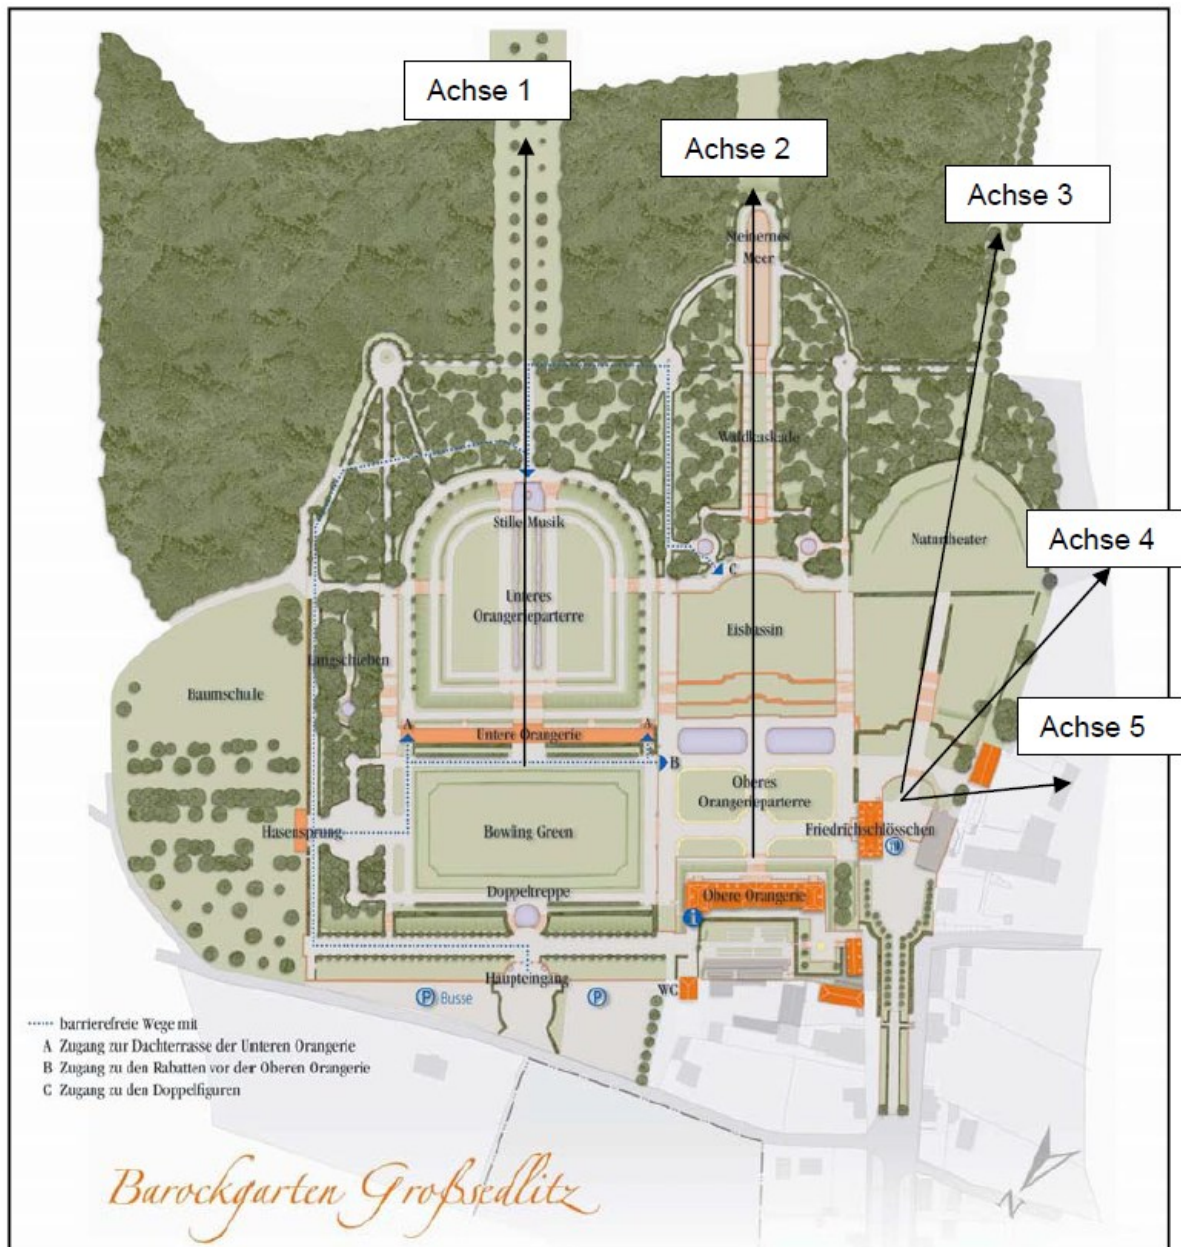 Achse 1
Achse 2
Achse 3
Steinernes
Meer
Waldkaskade
Stille Musik
Naturtheater
Achse 4
C
Unteres
Orangerieparterre
Eisbassin
Langschieben
Baumschule
Achse 5
A
A
Untere Orangerie
B
Oberes
Orangerieparterre
Hasensprung
Bowling Green
Friedrichschlösschen
Doppeltreppe
Obere Orangerie
i
Haupteingang
WC
P Busse
P
barrierefreie Wege mit
A Zugang zur Dachterrasse der Unteren Orangerie
B Zugang zu den Rabatten vor der Oberen Orangerie
C Zugang zu den Doppelfiguren
Barockgarten Großsedlitz
N